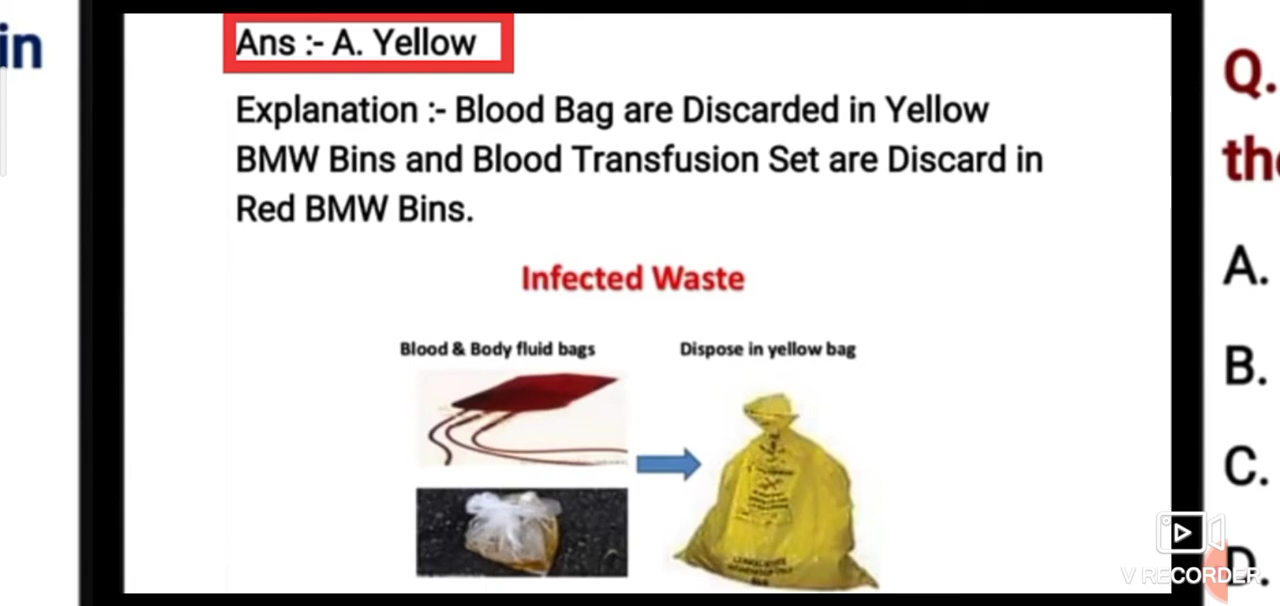 in
Ans :- A. Yellow
Explanation :- Blood Bag are Discarded in Yellow
BMW Bins and Blood Transfusion Set are Discard in
Red BMW Bins.
Infected Waste
Blood & Body fluid bags
Dispose in yellow bag
Q.
the
A.
B.
C.
D.
V RECORDER